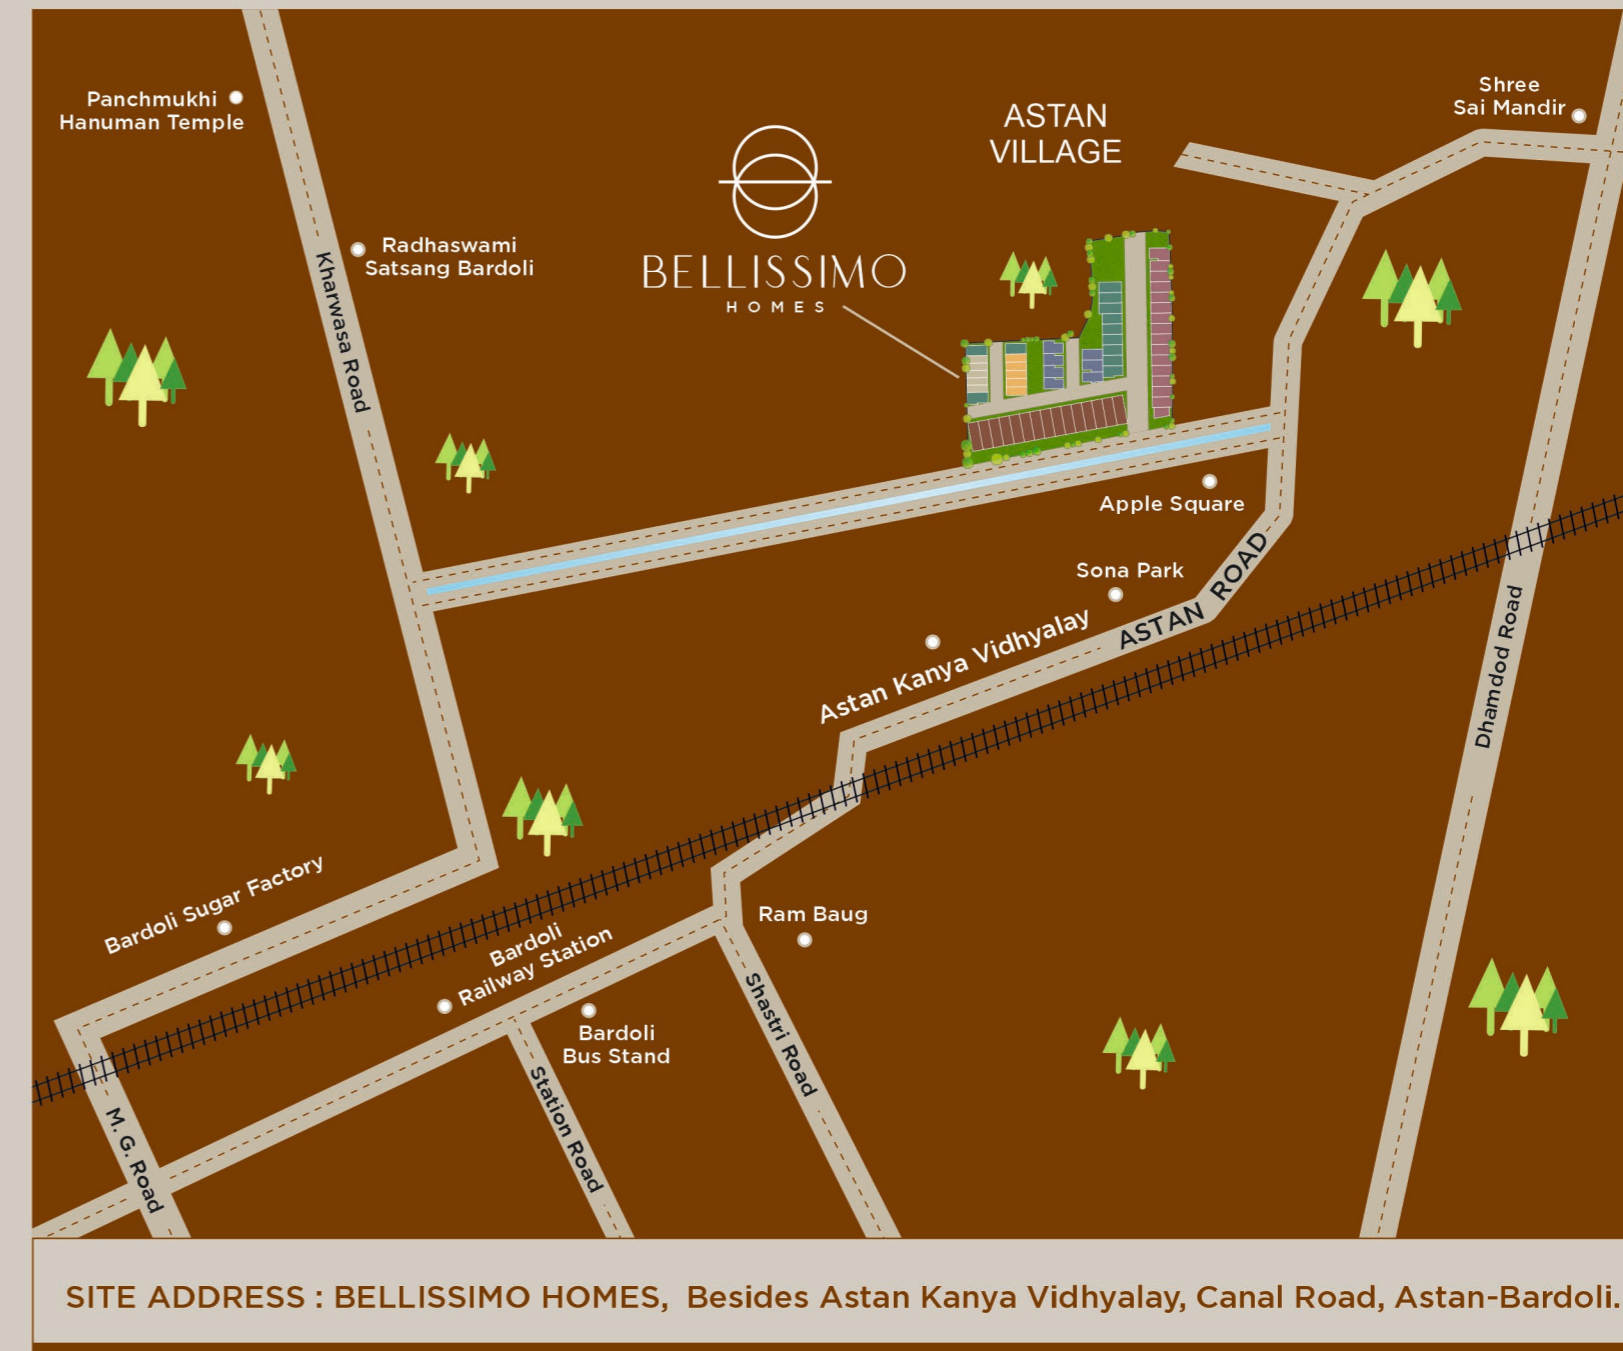 Panchmukhi
Hanuman Temple
ASTAN
VILLAGE
Shree
Sai Mandir
Radhaswami
Satsang Bardoli
BELLISSIMO
HOMES
Kharwasa Road
Apple Square
Sona Park
ASTAN ROAD
Astan Kanya Vidhyalay
Dhamdod Road
Bardoli Sugar Factory
Bardoli
Railway Station
Ram Baug
Bardoli
Bus Stand
Shastri Road
Station Road
M. G. Road
SITE ADDRESS : BELLISSIMO HOMES, Besides Astan Kanya Vidhyalay, Canal Road, Astan-Bardoli.